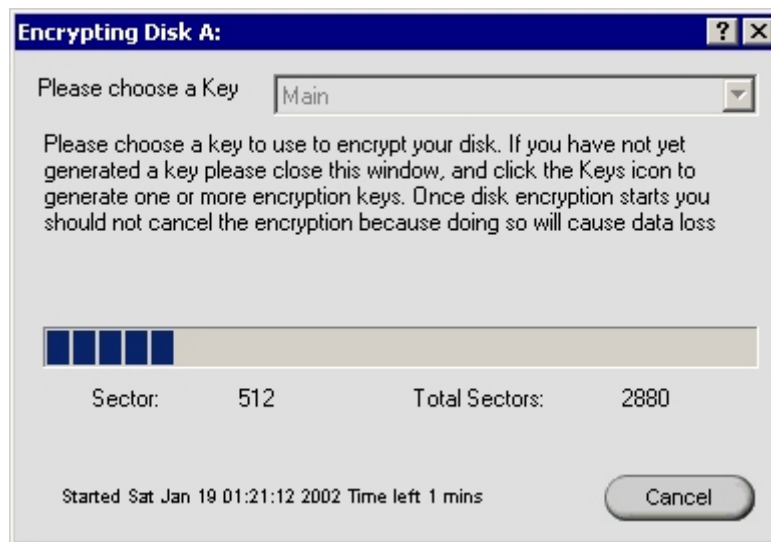 Encrypting Disk A:
Please choose a Key
Main
Please choose a key to use to encrypt your disk. If you have not yet
generated a key please close this window, and click the Keys icon to
generate one or more encryption keys. Once disk encryption starts you
should not cancel the encryption because doing so will cause data loss
Sector: 512 Total Sectors: 2880
Started Sat Jan 19 01:21:12 2002 Time left 1 mins
Cancel